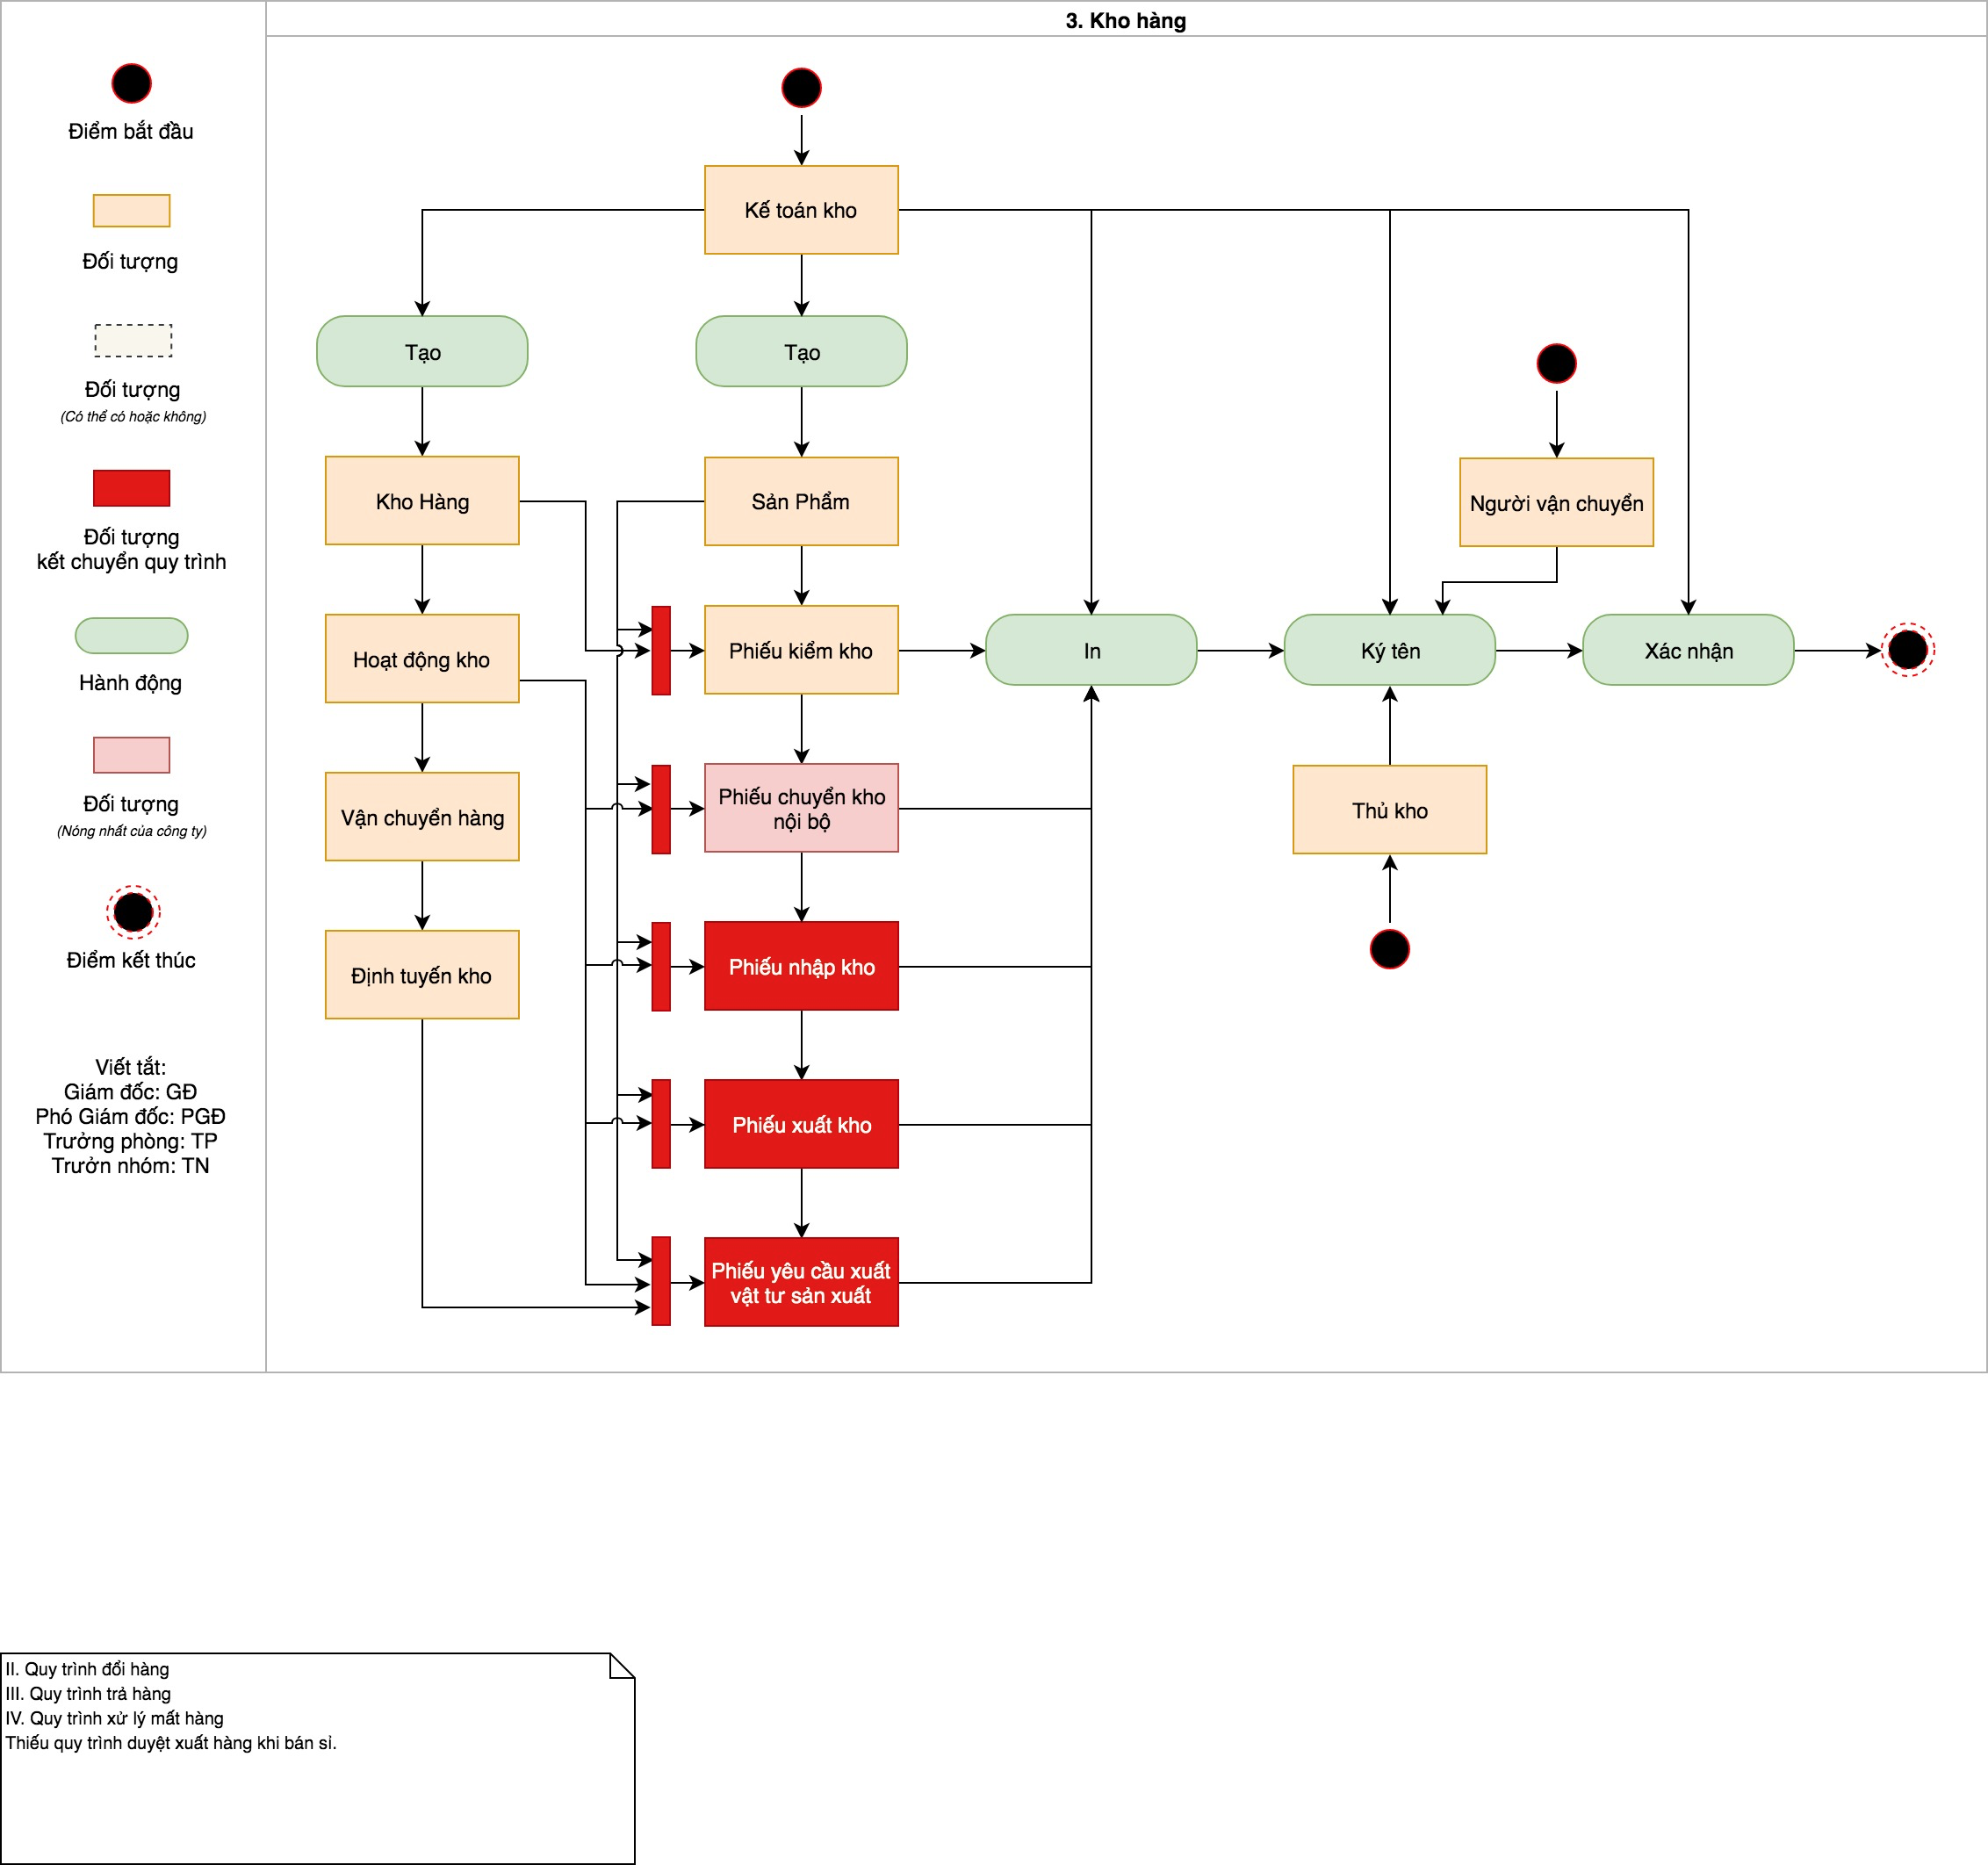 3. Kho hàng
Điểm bắt đầu
Đối tượng
Đối tượng
(Có thể có hoặc không)
Đối tượng
kết chuyển quy trình
Hành động
Đối tượng
(Nóng nhất của công ty)
Điểm kết thúc
Viết tắt:
Giám đốc: GĐ
Phó Giám đốc: PGĐ
Trưởng phòng: TP
Trưởn nhóm: TN
Kế toán kho
Tạo
Tạo
Kho Hàng
Sản Phẩm
Người vận chuyển
Hoạt động kho
Phiếu kiểm kho
In
Ký tên
Xác nhận
Vận chuyển hàng
Phiếu chuyển kho
nội bộ
Thủ kho
Định tuyến kho
Phiếu nhập kho
Phiếu xuất kho
Phiếu yêu cầu xuất
vật tư sản xuất
II. Quy trình đổi hàng
III. Quy trình trả hàng
IV. Quy trình xử lý mất hàng
Thiếu quy trình duyệt xuất hàng khi bán sỉ.